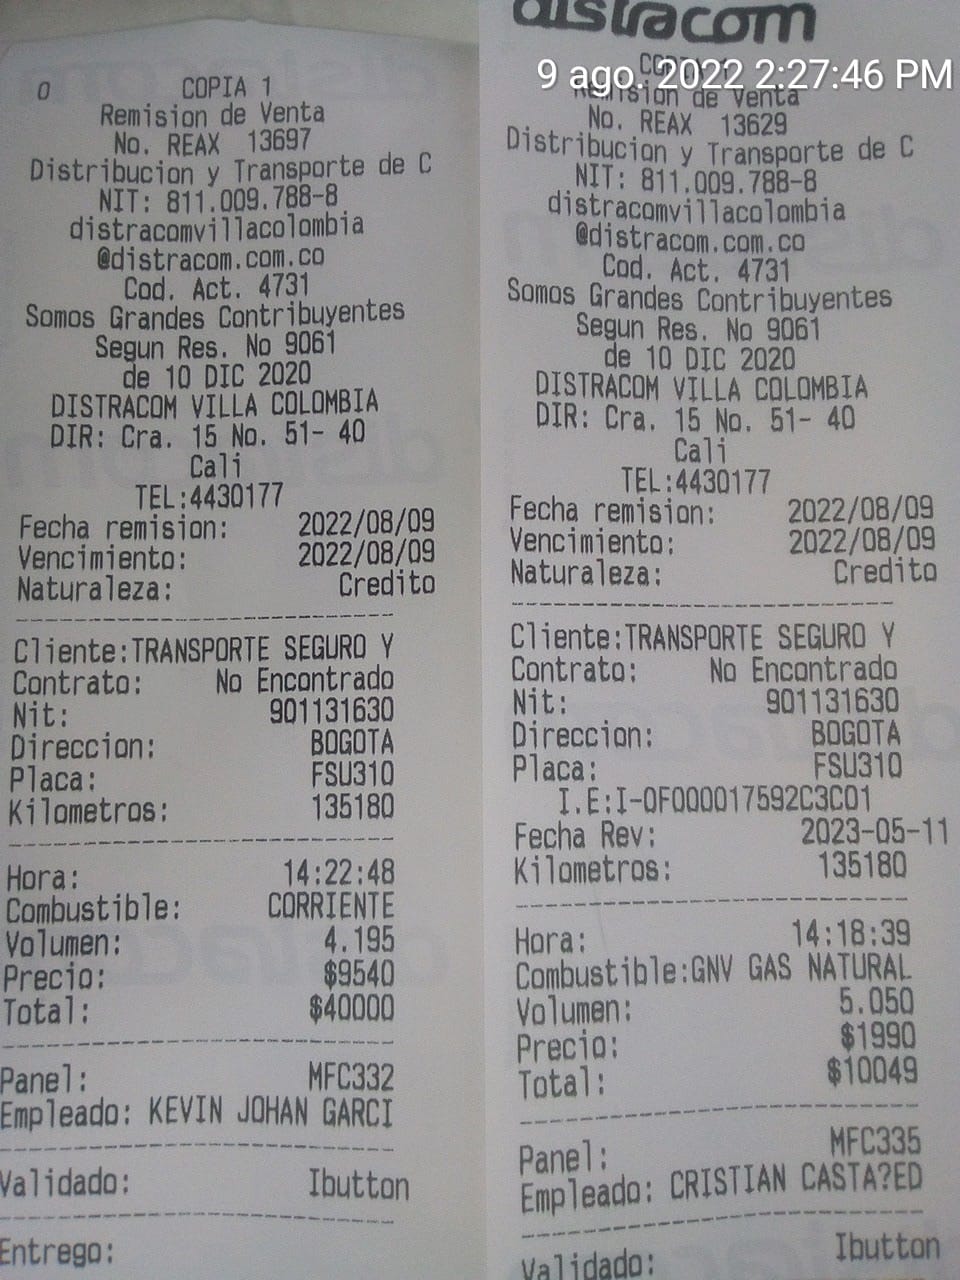 O
COPIA 1
Remision de Venta
No. REAX 13697
Distribucion y Transporte de C
NIT: 811.009.788-8
distracomvillacolombia
@distracom.com.co
Cod. Act. 4731
Somos Grandes Contribuyentes
Segun Res. No 9061
de 10 DIC 2020
DISTRACOM VILLA COLOMBIA
DIR: Cra. 15 No. 51- 40
Cali
TEL:4430177
Fecha remision: 2022/08/09
Vencimiento: 2022/08/09
Naturaleza: Credito
Cliente:TRANSPORTE SEGURO Y
Contrato: No Encontrado
Nit: 901131630
Direccion: BOGOTA
Placa: FSU310
Kilometros: 135180
Hora: 14:22:48
Combustible: CORRIENTE
Volumen: 4.195
Precio: $9540
Total: $40000
Panel: MFC332
Empleado: KEVIN JOHAN GARCI
Validado: Ibutton
Entrego:
distracom
9 ago. 2022 2:27:46 PM
COPIA 1
Remision de Venta
No. REAX 13629
Distribucion y Transporte de C
NIT: 811.009.788-8
distracomvillacolombia
@distracom.com.co
Cod. Act. 4731
Somos Grandes Contribuyentes
Segun Res. No 9061
de 10 DIC 2020
DISTRACOM VILLA COLOMBIA
DIR: Cra. 15 No. 51- 40
Cali
TEL:4430177
Fecha remision: 2022/08/09
Vencimiento: 2022/08/09
Naturaleza: Credito
Cliente:TRANSPORTE SEGURO Y
Contrato: No Encontrado
Nit: 901131630
Direccion: BOGOTA
Placa: FSU310
I.E:I-0F000017592C3C01
Fecha Rev: 2023-05-11
Kilometros: 135180
Hora: 14:18:39
Combustible:GNV GAS NATURAL
Volumen: 5.050
Precio: $1990
Total: $10049
Panel: MFC335
Empleado: CRISTIAN CASTA?ED
Validado: Ibutton